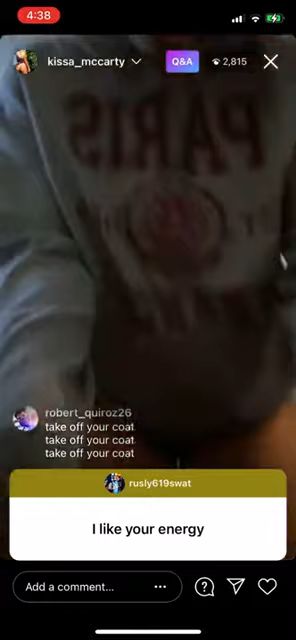 4:38
kissa_mccarty
Q&A
2,815
PARIS
robert_quiroz26
take off your coat
take off your coat
take off your coat
rusly619swat
I like your energy
Add a comment...